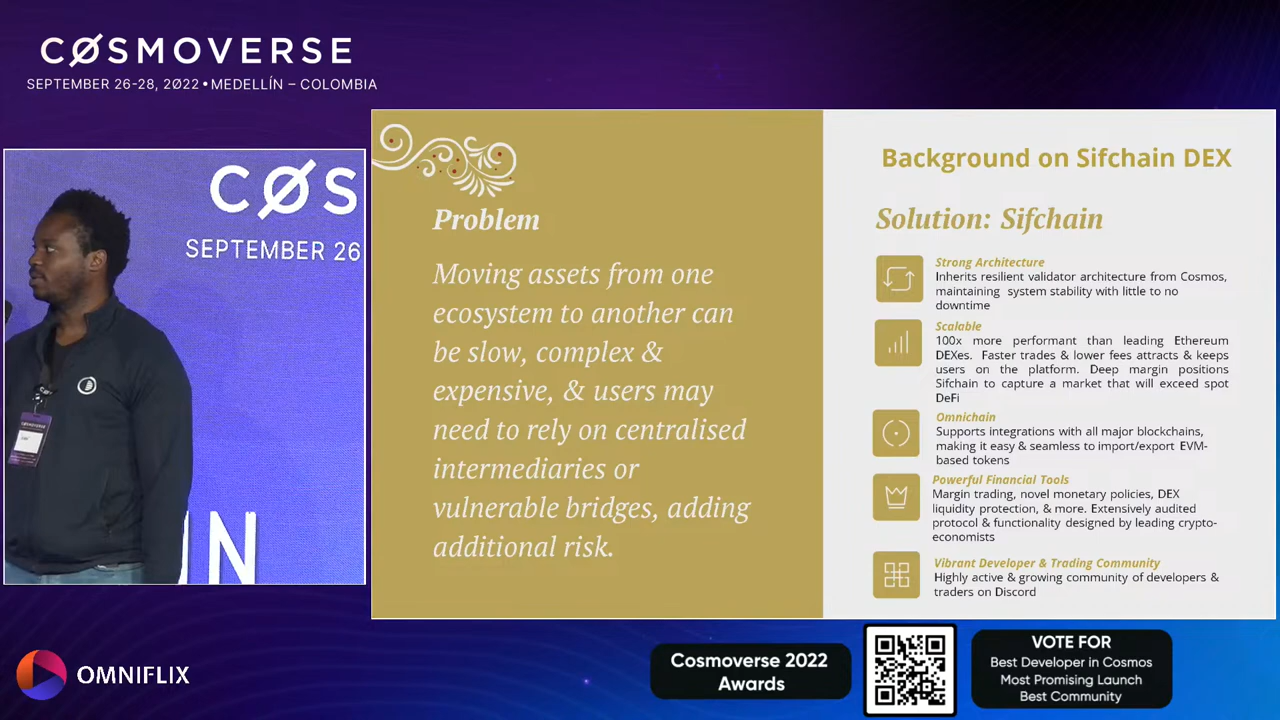 CØSMOVERSE
SEPTEMBER 26-28, 2022 • MEDELLÍN – COLOMBIA
CØS
SEPTEMBER 26
IN
Problem
Moving assets from one
ecosystem to another can
be slow, complex &
expensive, & users may
need to rely on centralised
intermediaries or
vulnerable bridges, adding
additional risk.
Background on Sifchain DEX
Solution: Sifchain
Strong Architecture
Inherits resilient validator architecture from Cosmos,
maintaining system stability with little to no
downtime
Scalable
100x more performant than leading Ethereum
DEXes. Faster trades & lower fees attracts & keeps
users on the platform. Deep margin positions
Sifchain to capture a market that will exceed spot
DeFi
Omnichain
Supports integrations with all major blockchains,
making it easy & seamless to import/export EVM-
based tokens
Powerful Financial Tools
Margin trading, novel monetary policies, DEX
liquidity protection, & more. Extensively audited
protocol & functionality designed by leading crypto-
economists
Vibrant Developer & Trading Community
Highly active & growing community of developers &
traders on Discord
OMNIFLIX
Cosmoverse 2022
Awards
VOTE FOR
Best Developer in Cosmos
Most Promising Launch
Best Community